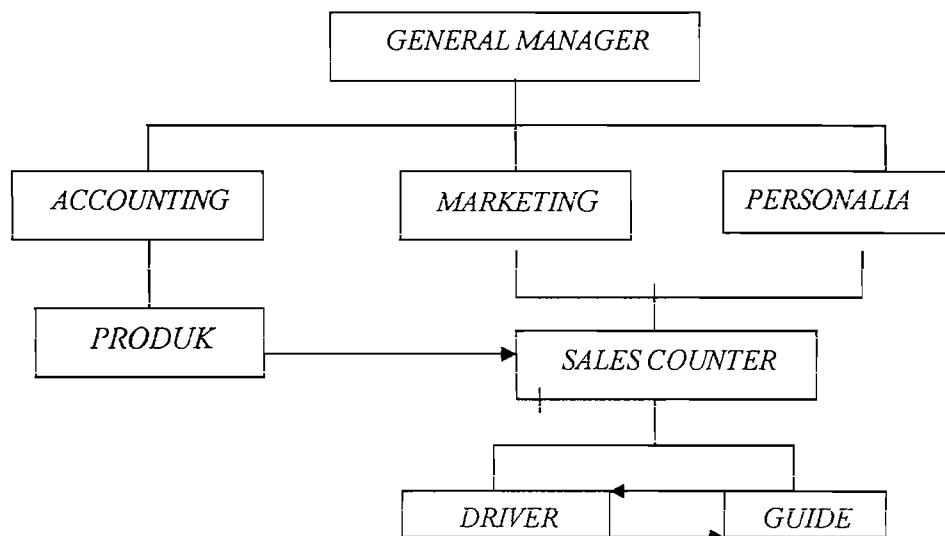 GENERAL MANAGER
ACCOUNTING
MARKETING
PERSONALIA
PRODUK
SALES COUNTER
DRIVER
GUIDE